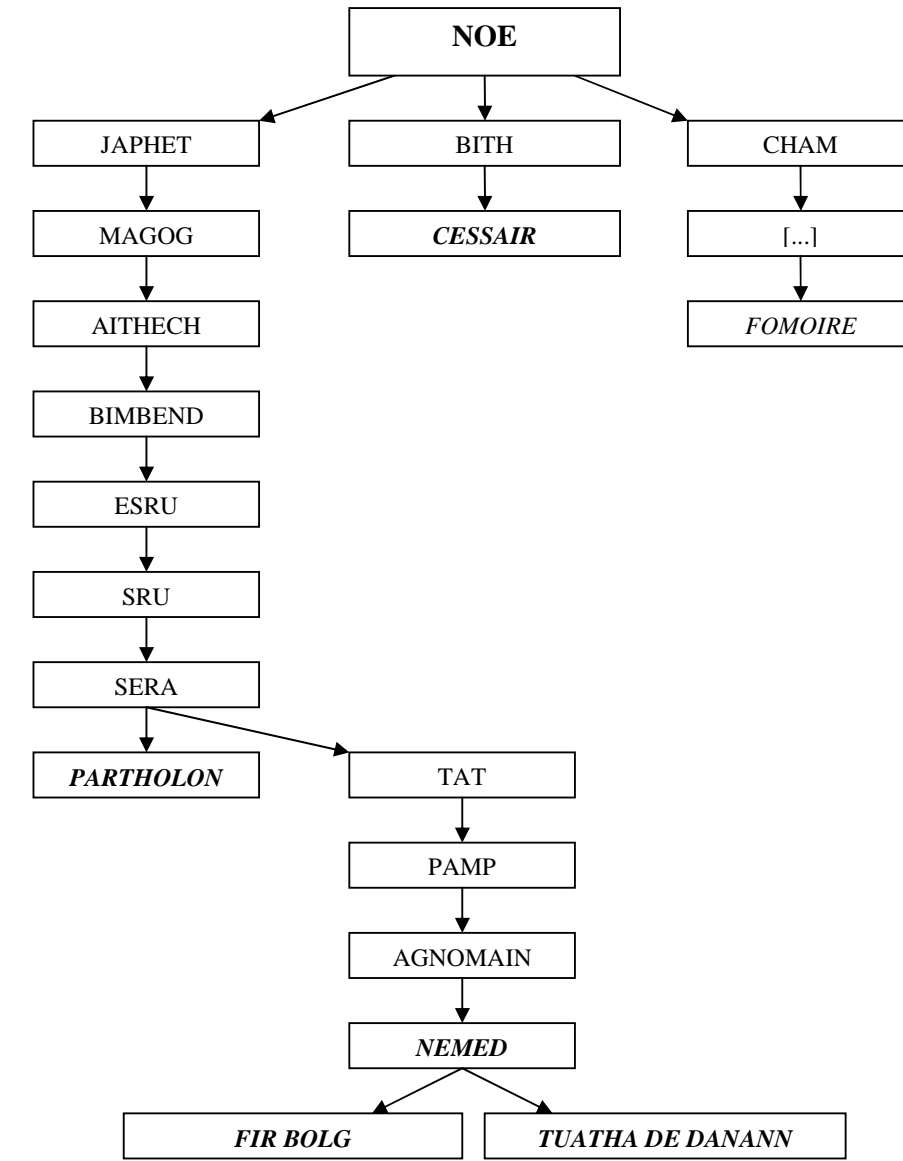 NOE
JAPHET BITH CHAM
MAGOG CESSAIR [...]
AITHECH FOMOIRE
BIMBEND
ESRU
SRU
SERA
PARTHOLON TAT
PAMP
AGNOMAIN
NEMED
FIR BOLG TUATHA DE DANANN